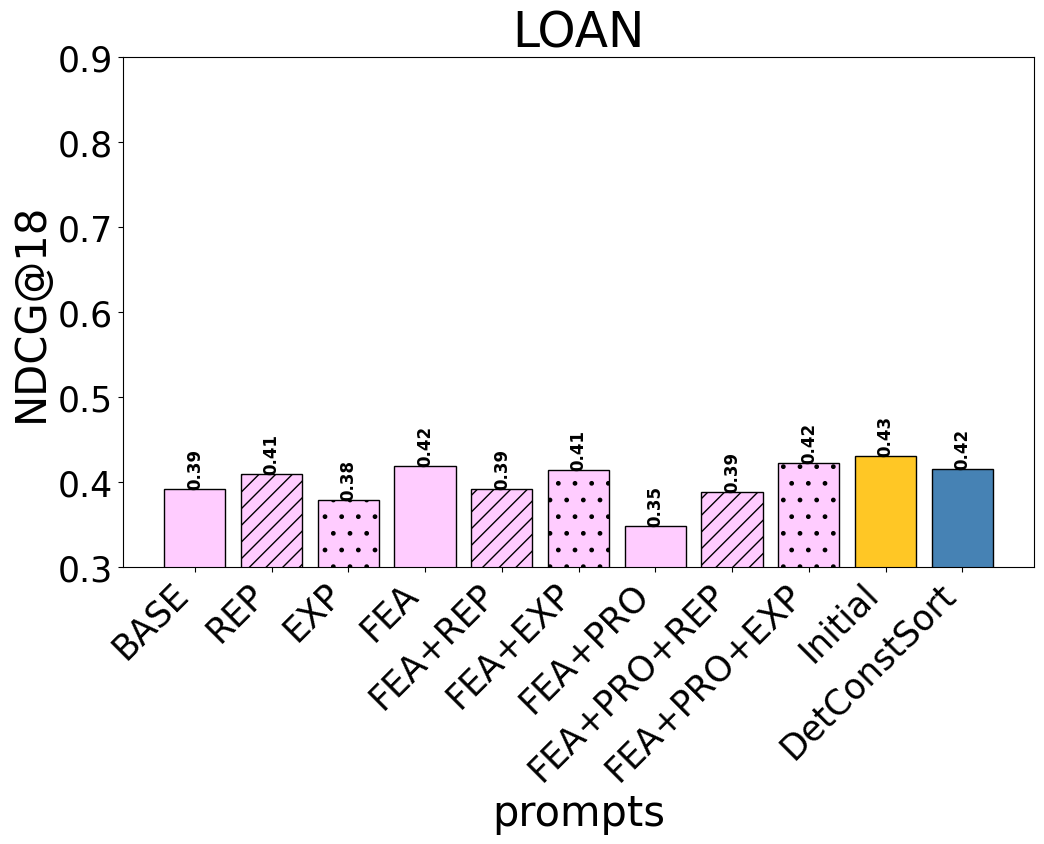 LOAN
NDCG@18
0.9
0.8
0.7
0.6
0.5
0.4
0.3
0.39
0.41
0.38
0.42
0.39
0.41
0.35
0.39
0.42
0.43
0.42
BASE
REP
EXP
FEA
FEA+REP
FEA+EXP
FEA+PRO
FEA+PRO+REP
FEA+PRO+EXP
Initial
DetConstSort
prompts